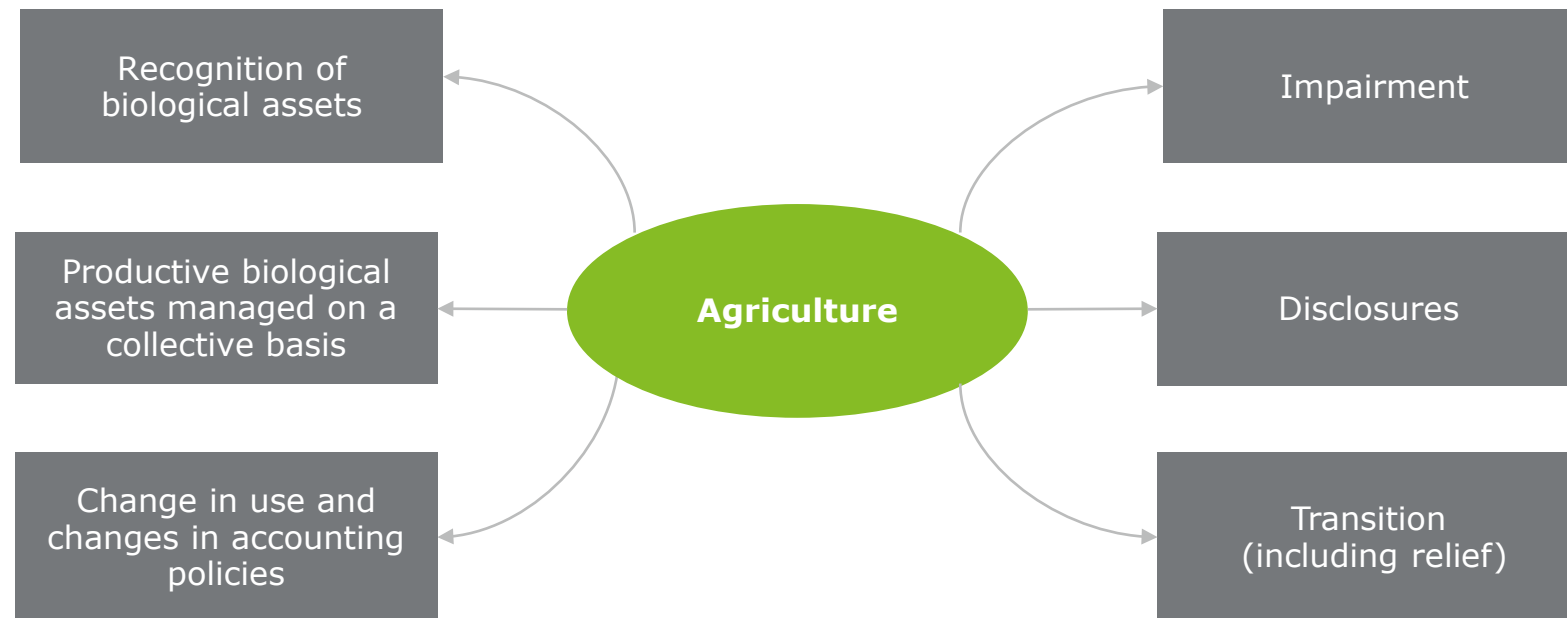 Recognition of
biological assets
Productive biological
assets managed on a
collective basis
Change in use and
changes in accounting
policies
Agriculture
Impairment
Disclosures
Transition
(including relief)